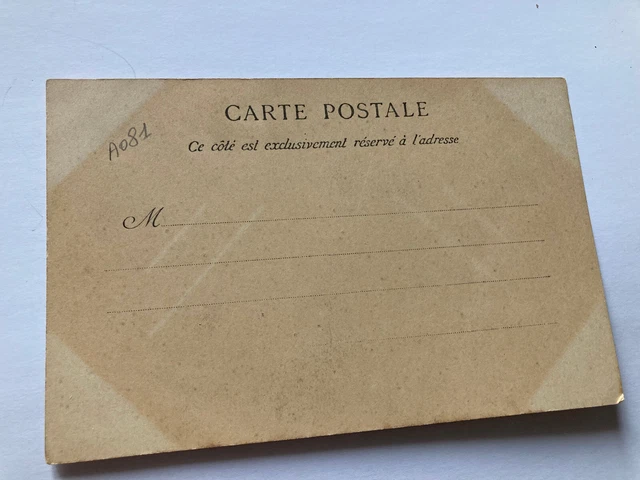 CARTE POSTALE
A081
Ce côté est exclusivement réservé à l'adresse
M